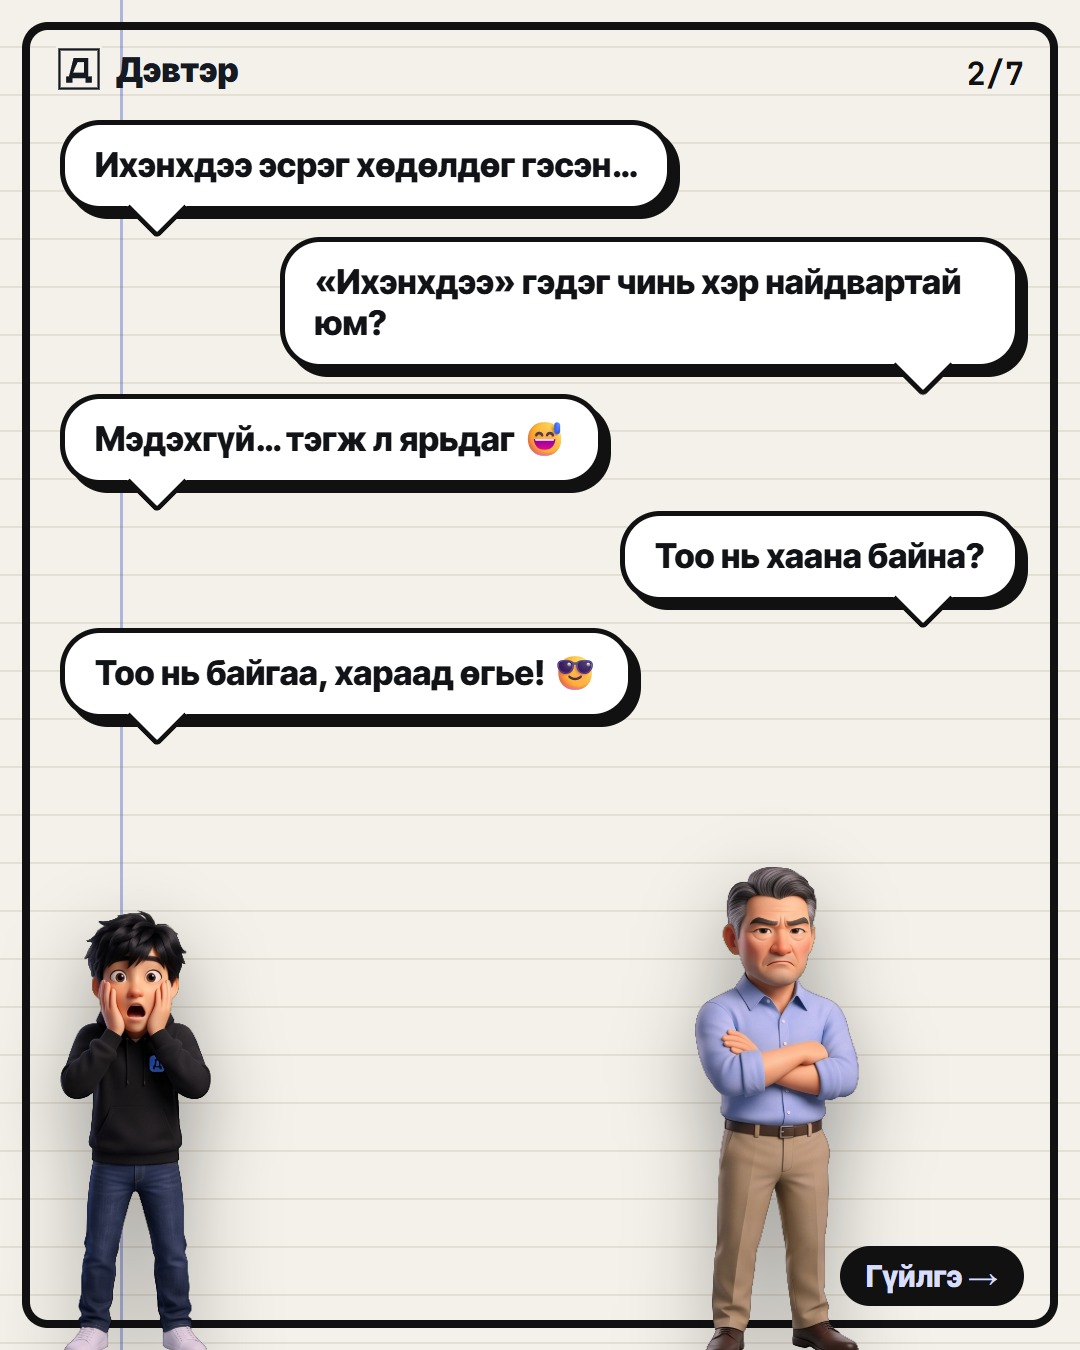 Д Дэвтэр
2/7
Ихэнхдээ эсрэг хөдөлдөг гэсэн...
«Ихэнхдээ» гэдэг чинь хэр найдвартай
юм?
Мэдэхгүй... тэгж л ярьдаг 😅
Тоо нь хаана байна?
Тоо нь байгаа, хараад өгье! 😎
Д
Гүйлгэ →